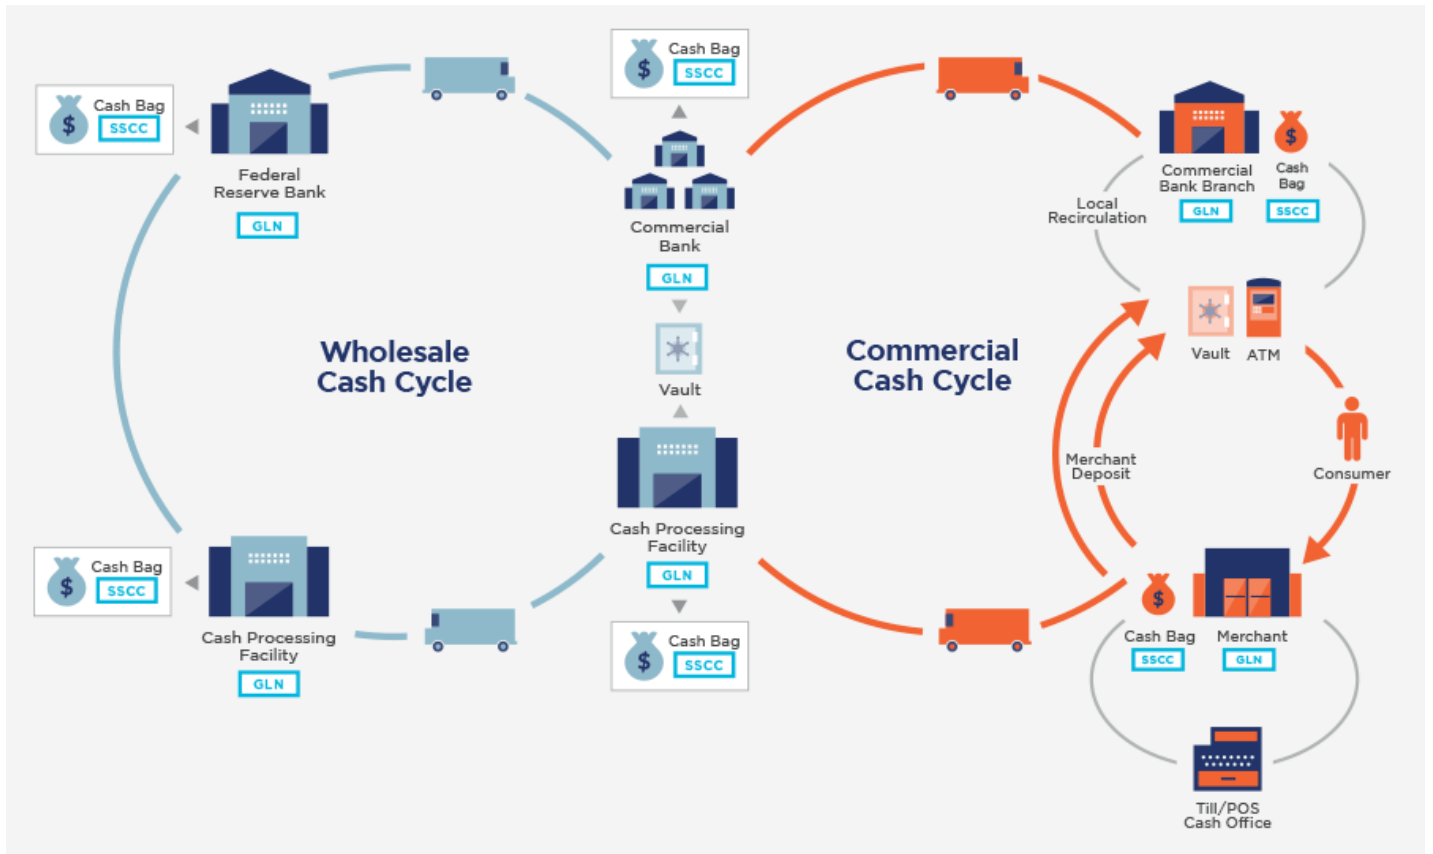 Cash Bag
SSCC
Federal
Reserve Bank
GLN
Cash Bag
SSCC
Commercial
Bank
GLN
Vault
Cash Bag
SSCC
Cash Processing
Facility
GLN
Cash Processing
Facility
GLN
Cash Bag
SSCC
Wholesale
Cash Cycle
Commercial
Cash Cycle
Commercial
Bank Branch
GLN
Cash
Bag
SSCC
Local
Recirculation
Vault
ATM
Merchant
Deposit
Consumer
Cash Bag
SSCC
Merchant
GLN
Till/POS
Cash Office
$
$
$
$
$
$